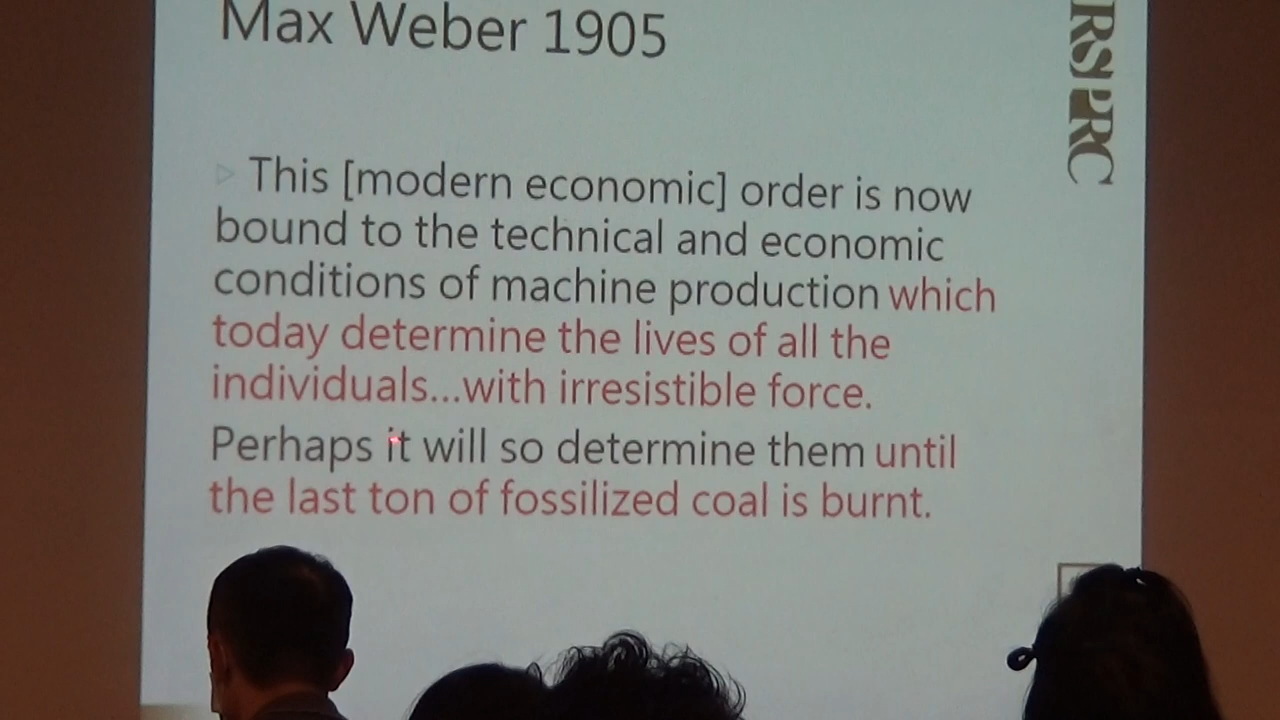 Max Weber 1905
This [modern economic] order is now
bound to the technical and economic
conditions of machine production which
today determine the lives of all the
individuals...with irresistible force.
Perhaps it will so determine them until
the last ton of fossilized coal is burnt.
RSPRC